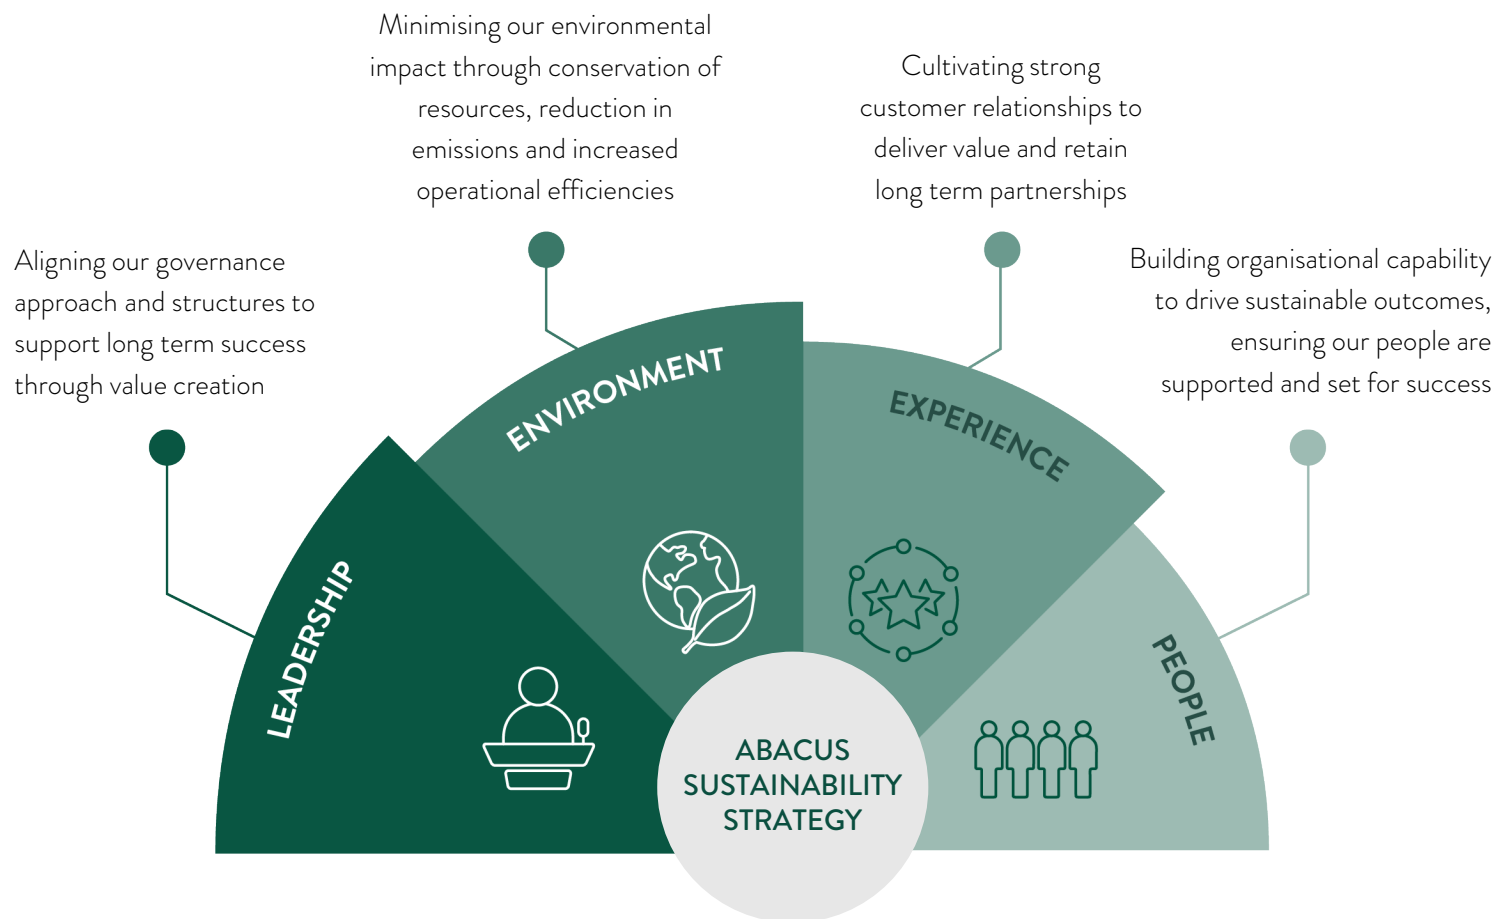 Minimising our environmental
impact through conservation of
resources, reduction in
emissions and increased
operational efficiencies
Cultivating strong
customer relationships to
deliver value and retain
long term partnerships
Aligning our governance
approach and structures to
support long term success
through value creation
Building organisational capability
to drive sustainable outcomes,
ensuring our people are
supported and set for success
LEADERSHIP
ENVIRONMENT
EXPERIENCE
PEOPLE
ABACUS
SUSTAINABILITY
STRATEGY